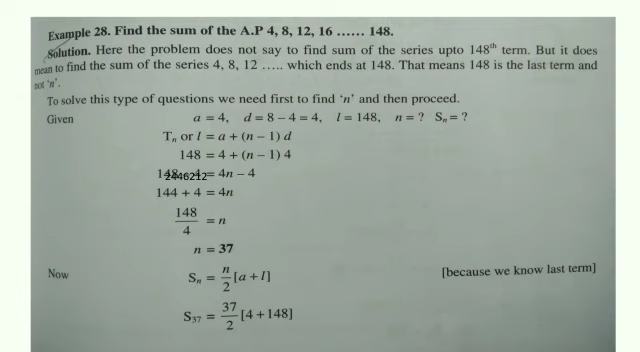 Example 28. Find the sum of the A.P 4, 8, 12, 16 ...... 148.
Solution. Here the problem does not say to find sum of the series upto 148th term. But it does
mean to find the sum of the series 4, 8, 12 ..... which ends at 148. That means 148 is the last term and
not 'n'.
To solve this type of questions we need first to find 'n' and then proceed.
Given a = 4, d = 8 – 4 = 4, l = 148, n = ? Sn = ?
Tn or l = a + (n – 1) d
148 = 4 + (n – 1) 4
2446212 = 4n – 4
144 + 4 = 4n
148/4 = n
n = 37
Now Sn = n/2 [a + l] [because we know last term]
S37 = 37/2 [4 + 148]